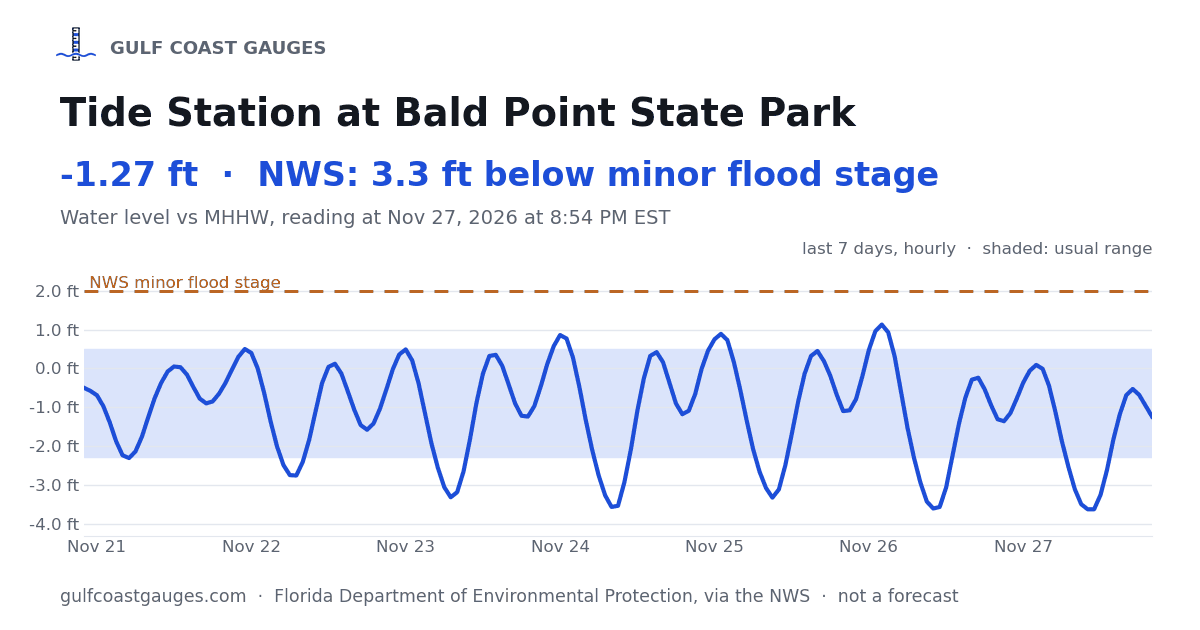 GULF COAST GAUGES
Tide Station at Bald Point State Park
-1.27 ft · NWS: 3.3 ft below minor flood stage
Water level vs MHHW, reading at Nov 27, 2026 at 8:54 PM EST
last 7 days, hourly · shaded: usual range
NWS minor flood stage
2.0 ft
1.0 ft
0.0 ft
-1.0 ft
-2.0 ft
-3.0 ft
-4.0 ft
Nov 21 Nov 22 Nov 23 Nov 24 Nov 25 Nov 26 Nov 27
gulfcoastgauges.com · Florida Department of Environmental Protection, via the NWS · not a forecast